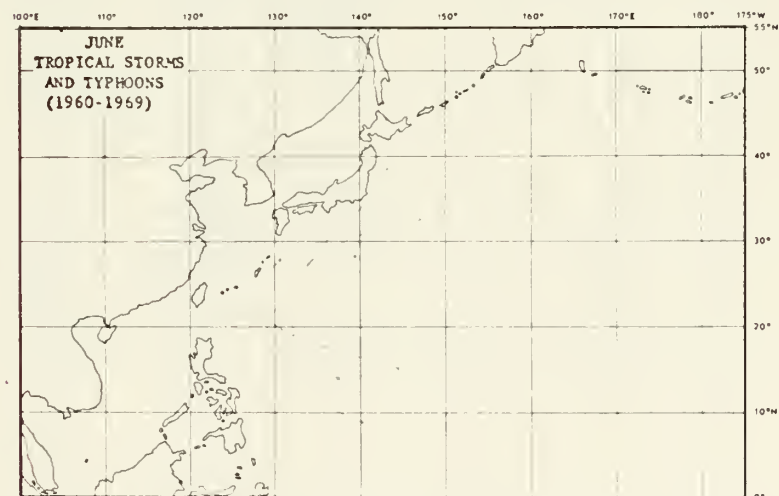 100°E 110° 120° 130° 140° 150° 160° 170°E 180° 175°W
JUNE
TROPICAL STORMS
AND TYPHOONS
(1960-1969)
55°N
50°
40°
30°
20°
10°N